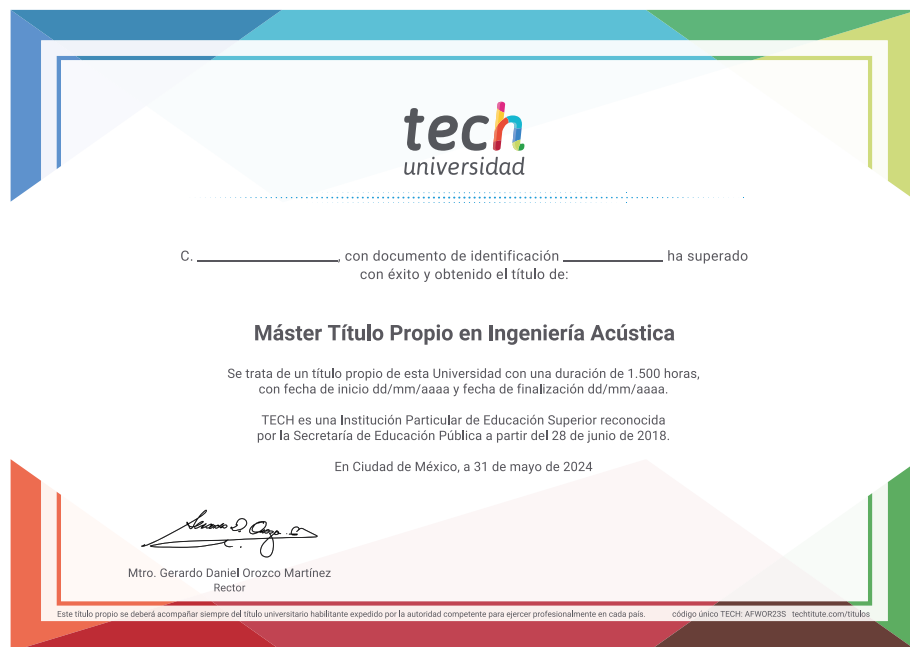 tech
universidad
C. ____________, con documento de identificación ____________ ha superado
con éxito y obtenido el título de:
Máster Título Propio en Ingeniería Acústica
Se trata de un título propio de esta Universidad con una duración de 1.500 horas,
con fecha de inicio dd/mm/aaaa y fecha de finalización dd/mm/aaaa.
TECH es una Institución Particular de Educación Superior reconocida
por la Secretaría de Educación Pública a partir del 28 de junio de 2018.
En Ciudad de México, a 31 de mayo de 2024
Mtro. Gerardo Daniel Orozco Martínez
Rector
Este título propio se deberá acompañar siempre del título universitario habilitante expedido por la autoridad competente para ejercer profesionalmente en cada país. código único TECH: AFWOR23S techtitute.com/titulos